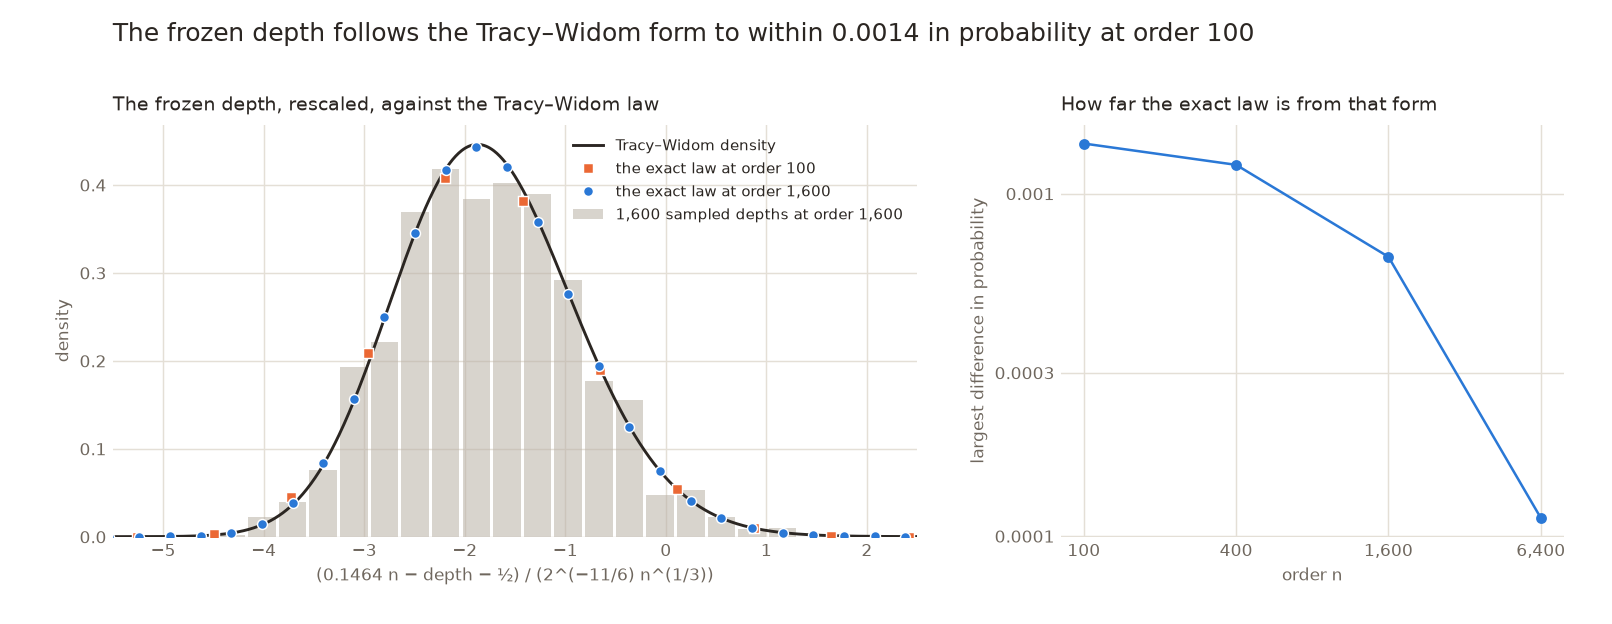 The frozen depth follows the Tracy–Widom form to within 0.0014 in probability at order 100
The frozen depth, rescaled, against the Tracy–Widom law
density
0.4
0.3
0.2
0.1
0.0
Tracy–Widom density
the exact law at order 100
the exact law at order 1,600
1,600 sampled depths at order 1,600
−5 −4 −3 −2 −1 0 1 2
(0.1464 n − depth − ½) / (2^(−11/6) n^(1/3))
How far the exact law is from that form
largest difference in probability
0.001
0.0003
0.0001
100 400 1,600 6,400
order n